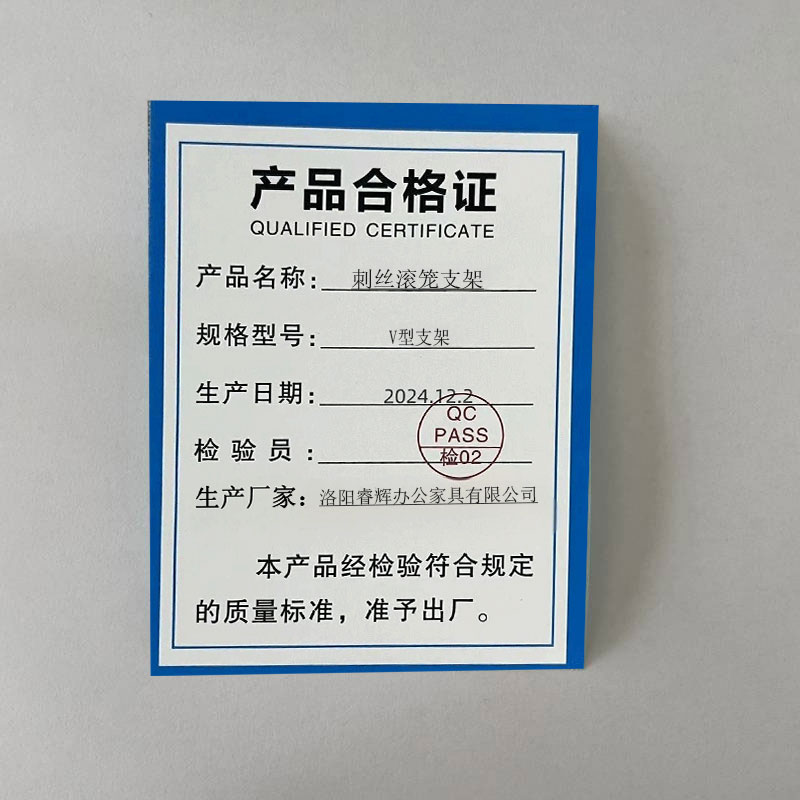 产品合格证
QUALIFIED CERTIFICATE
产品名称：刺丝滚笼支架
规格型号：V型支架
生产日期：2024.12.2
QC
PASS
检验员：检02
生产厂家：洛阳睿辉办公家具有限公司
本产品经检验符合规定
的质量标准，准予出厂。